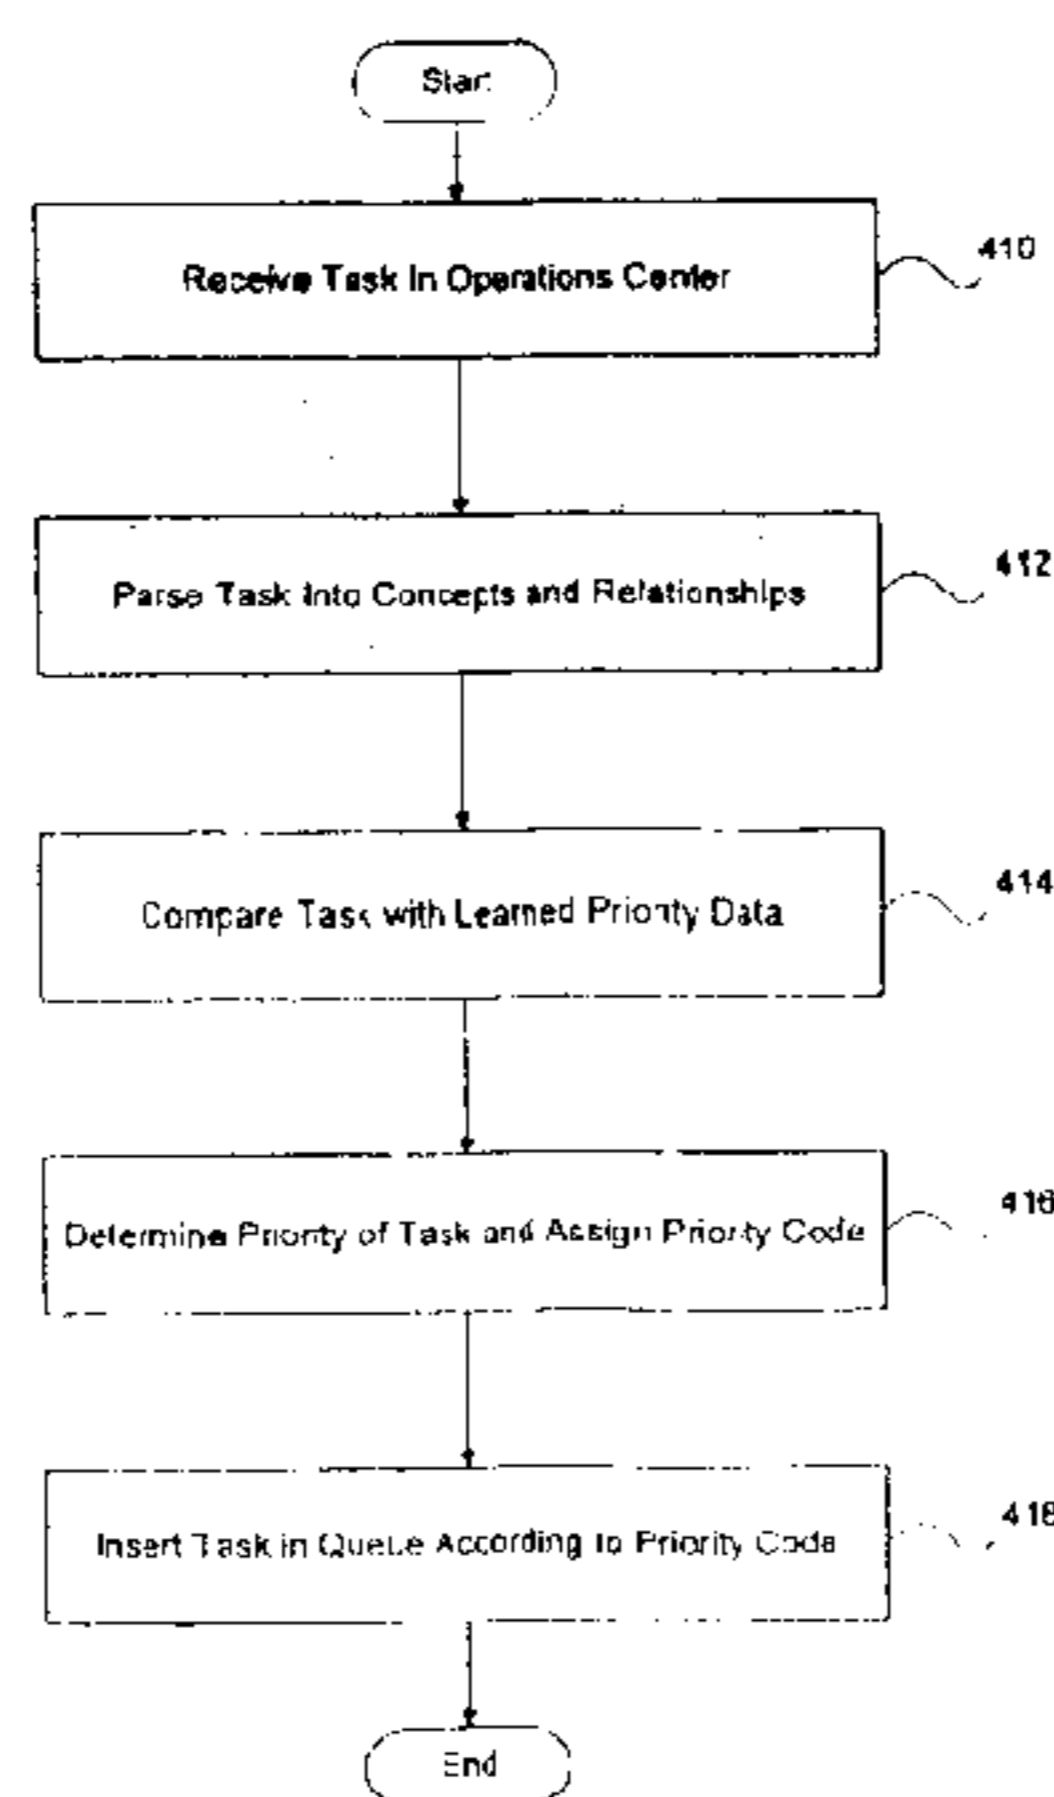 Start
Receive Task In Operations Center
410
Parse Task Into Concepts and Relationships
412
Compare Task with Learned Priority Data
414
Determine Priority of Task and Assign Priority Code
416
Insert Task in Queue According to Priority Code
418
End